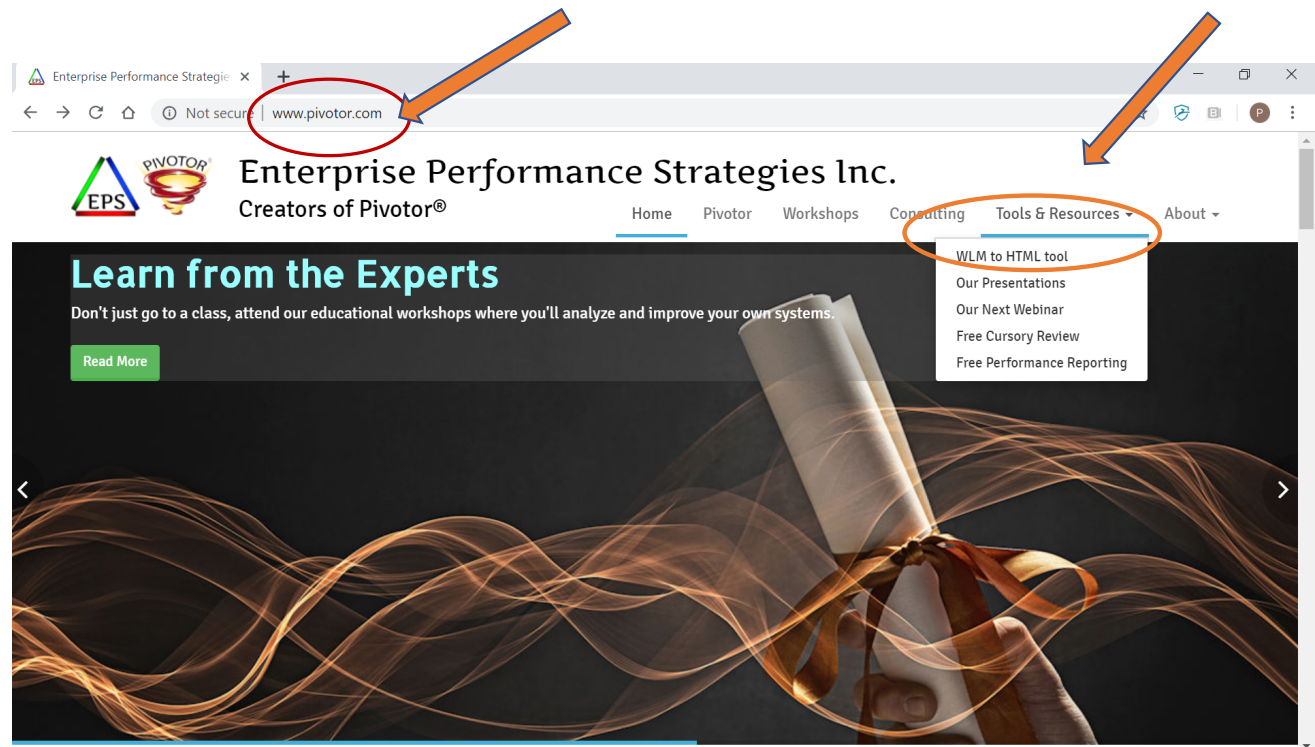 Enterprise Performance Strategie
Not secure | www.pivotor.com
B
P
PIVOTOR®
EPS
Enterprise Performance Strategies Inc.
Creators of Pivotor®
Home Pivotor Workshops Consulting Tools & Resources About
WLM to HTML tool
Our Presentations
Our Next Webinar
Free Cursory Review
Free Performance Reporting
Learn from the Experts
Don't just go to a class, attend our educational workshops where you'll analyze and improve your own systems.
Read More